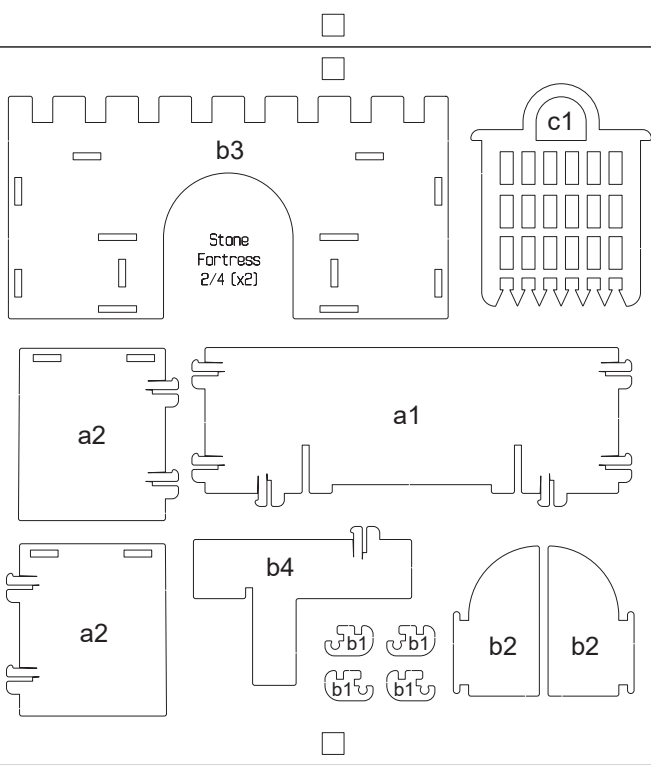 c1
b3
Stone
Fortress
2/4 (x2)
a2
a1
b4
a2
b1 b1
b2 b2
b1 b1